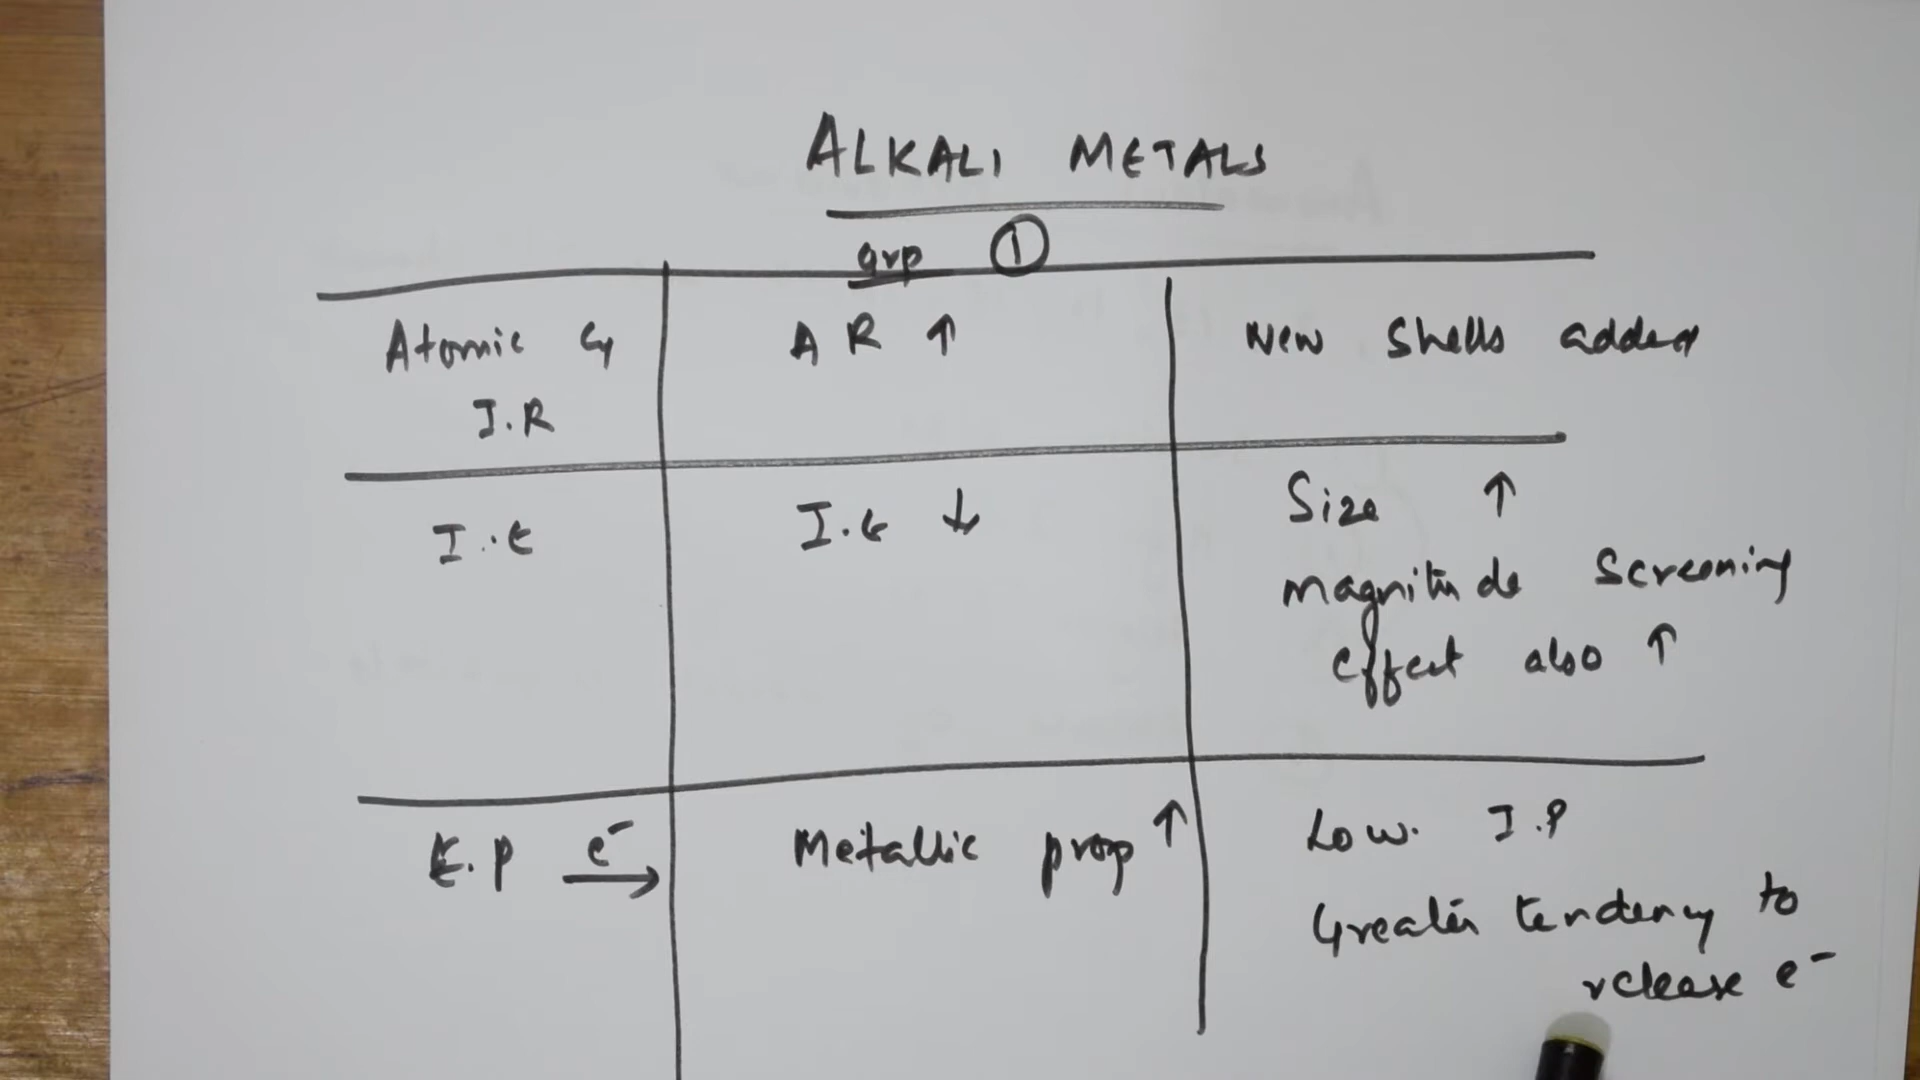 ALKALI METALS
grp ①
Atomic &
I.R
A R ↑
New Shells added
I.E
I.E ↓
Size ↑
magnitude screening
effect also ↑
E.P e⁻ →
Metallic prop ↑
Low. I.P
Greater tendency to
release e⁻